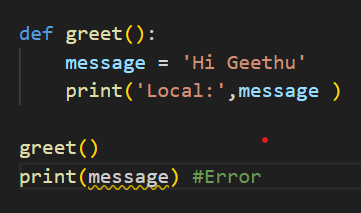 def greet():
    message = 'Hi Geethu'
    print('Local:',message )
greet()
print(message) #Error